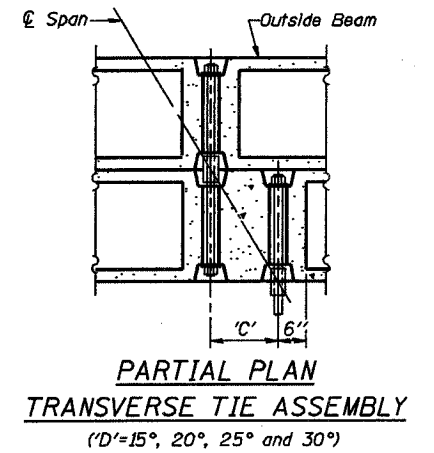 ℄ Span
Outside Beam
'C'
6"
PARTIAL PLAN
TRANSVERSE TIE ASSEMBLY
('D'=15°, 20°, 25° and 30°)